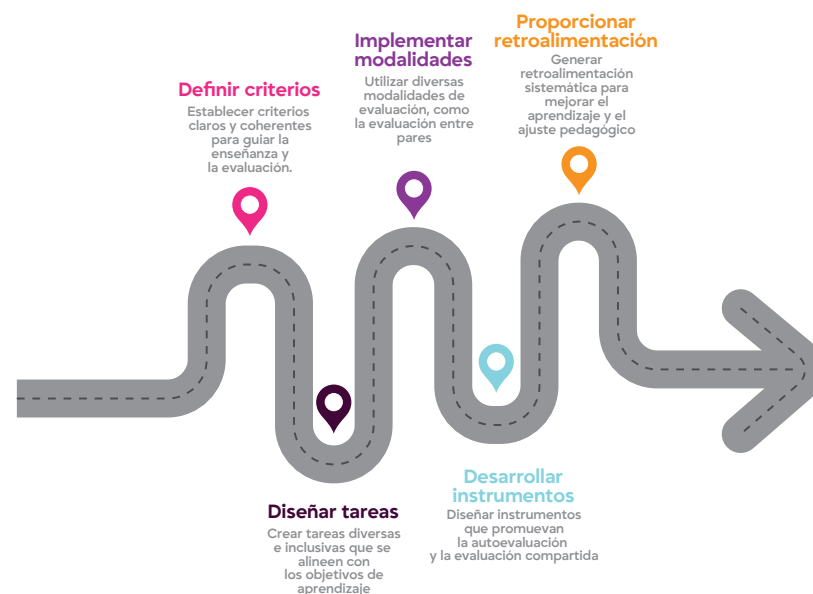 Definir criterios
Establecer criterios
claros y coherentes
para guiar la
enseñanza y
la evaluación.
Diseñar tareas
Crear tareas diversas
e inclusivas que se
alineen con
los objetivos de
aprendizaje
Implementar
modalidades
Utilizar diversas
modalidades de
evaluación, como
la evaluación entre
pares
Desarrollar
instrumentos
Diseñar instrumentos
que promuevan
la autoevaluación
y la evaluación compartida
Proporcionar
retroalimentación
Generar
retroalimentación
sistemática para
mejorar el
aprendizaje y el
ajuste pedagógico